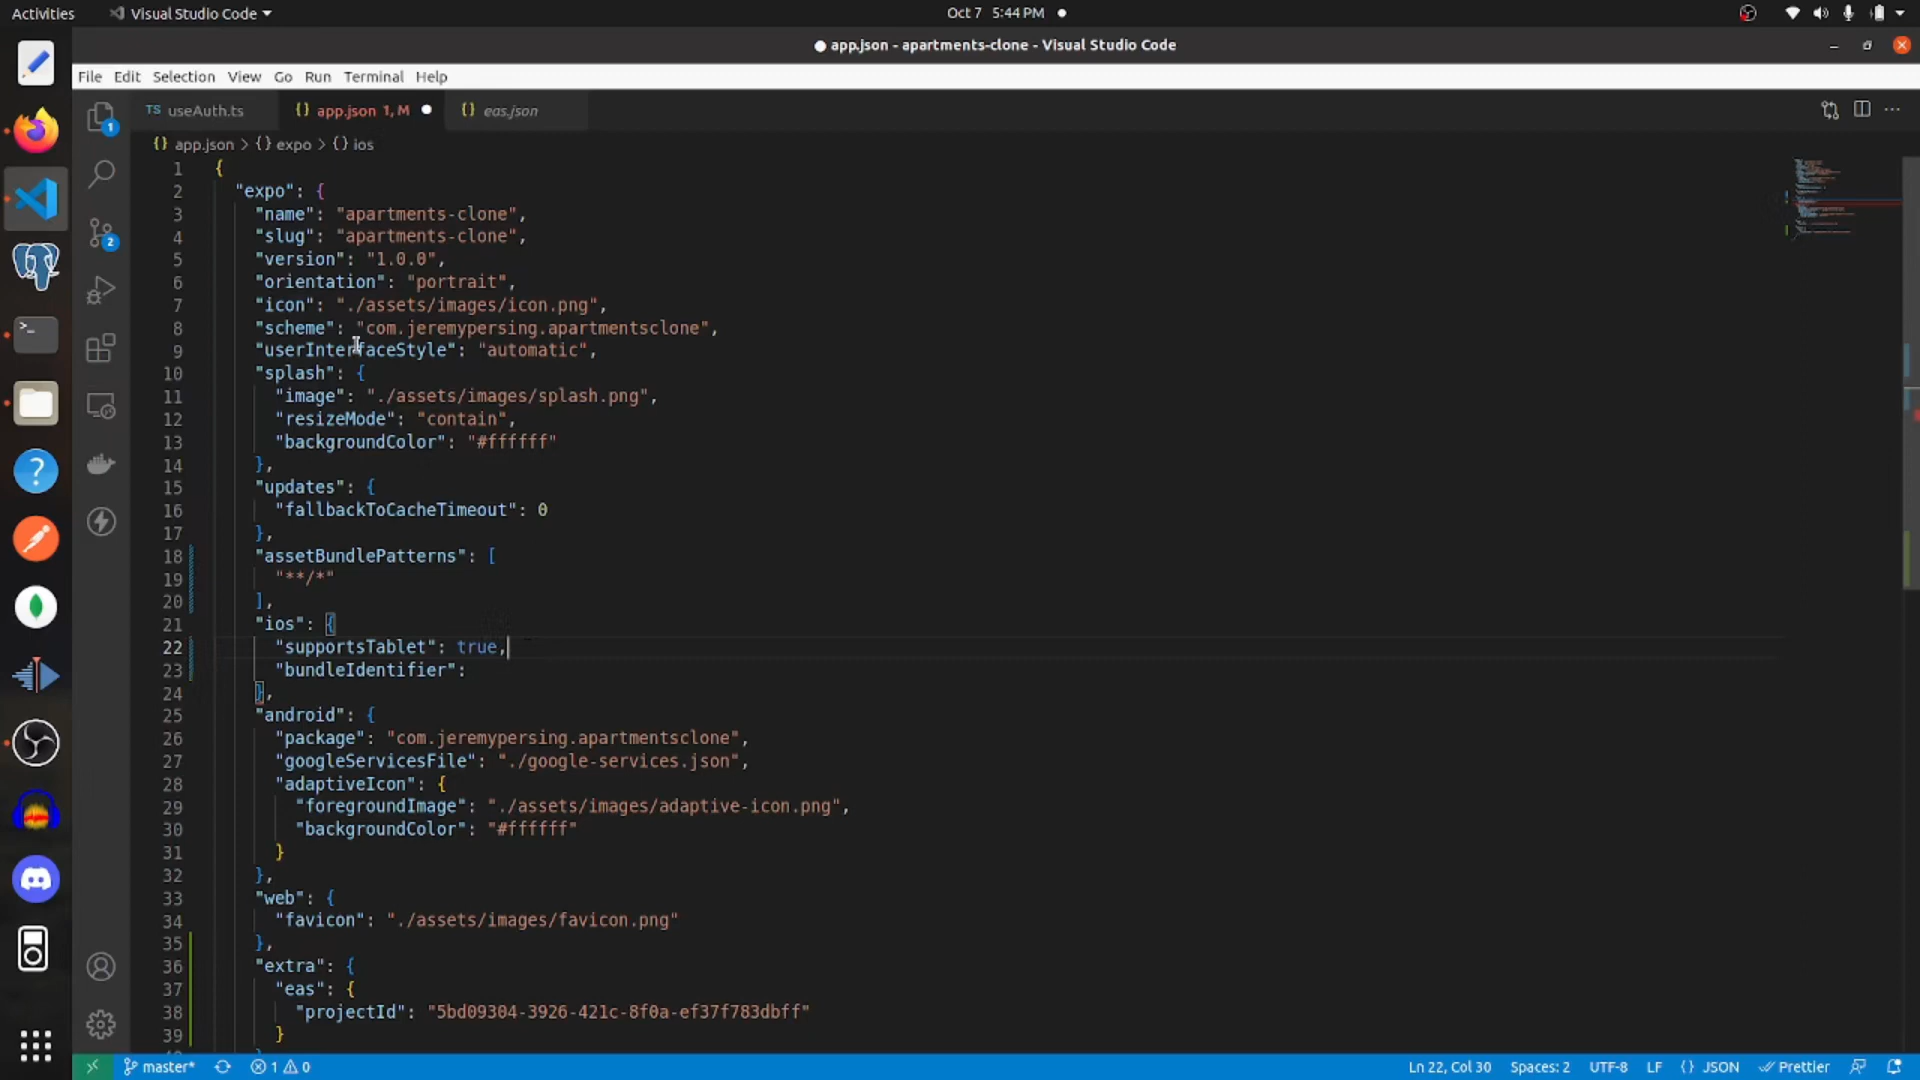 Activities
Visual Studio Code
Oct 7 5:44 PM
app.json - apartments-clone - Visual Studio Code
File Edit Selection View Go Run Terminal Help
TS useAuth.ts
{} app.json 1, M
{} eas.json
{} app.json > {} expo > {} ios
1 {
2 "expo": {
3 "name": "apartments-clone",
4 "slug": "apartments-clone",
5 "version": "1.0.0",
6 "orientation": "portrait",
7 "icon": "./assets/images/icon.png",
8 "scheme": "com.jeremypersing.apartmentsclone",
9 "userInterfaceStyle": "automatic",
10 "splash": {
11 "image": "./assets/images/splash.png",
12 "resizeMode": "contain",
13 "backgroundColor": "#ffffff"
14 },
15 "updates": {
16 "fallbackToCacheTimeout": 0
17 },
18 "assetBundlePatterns": [
19 "**/*"
20 ],
21 "ios": {
22 "supportsTablet": true,
23 "bundleIdentifier":
24 },
25 "android": {
26 "package": "com.jeremypersing.apartmentsclone",
27 "googleServicesFile": "./google-services.json",
28 "adaptiveIcon": {
29 "foregroundImage": "./assets/images/adaptive-icon.png",
30 "backgroundColor": "#ffffff"
31 }
32 },
33 "web": {
34 "favicon": "./assets/images/favicon.png"
35 },
36 "extra": {
37 "eas": {
38 "projectId": "5bd09304-3926-421c-8f0a-ef37f783dbff"
39 }
1
2
master*
1 0
Ln 22, Col 30
Spaces: 2
UTF-8
LF
{} JSON
Prettier